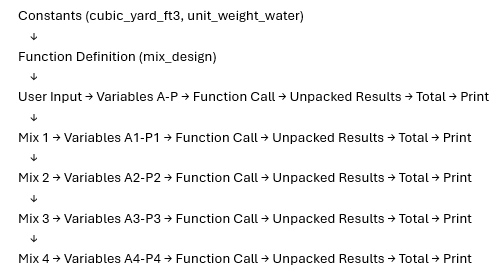 Constants (cubic_yard_ft3, unit_weight_water)
↓
Function Definition (mix_design)
↓
User Input → Variables A-P → Function Call → Unpacked Results → Total → Print
↓
Mix 1 → Variables A1-P1 → Function Call → Unpacked Results → Total → Print
↓
Mix 2 → Variables A2-P2 → Function Call → Unpacked Results → Total → Print
↓
Mix 3 → Variables A3-P3 → Function Call → Unpacked Results → Total → Print
↓
Mix 4 → Variables A4-P4 → Function Call → Unpacked Results → Total → Print